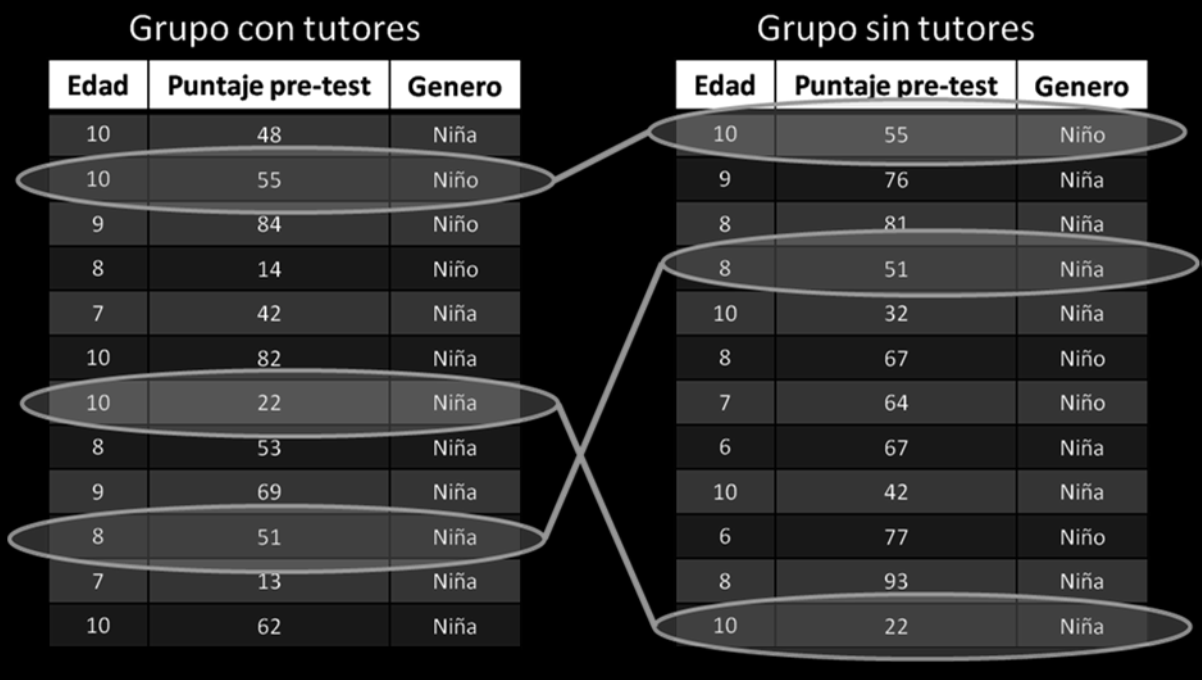 Grupo con tutores
Edad Puntaje pre-test Genero
10 48 Niña
10 55 Niño
9 84 Niño
8 14 Niño
7 42 Niña
10 82 Niña
10 22 Niña
8 53 Niña
9 69 Niña
8 51 Niña
7 13 Niña
10 62 Niña
Grupo sin tutores
Edad Puntaje pre-test Genero
10 55 Niño
9 76 Niña
8 81 Niña
8 51 Niña
10 32 Niña
8 67 Niño
7 64 Niño
6 67 Niña
10 42 Niña
6 77 Niño
8 93 Niña
10 22 Niña